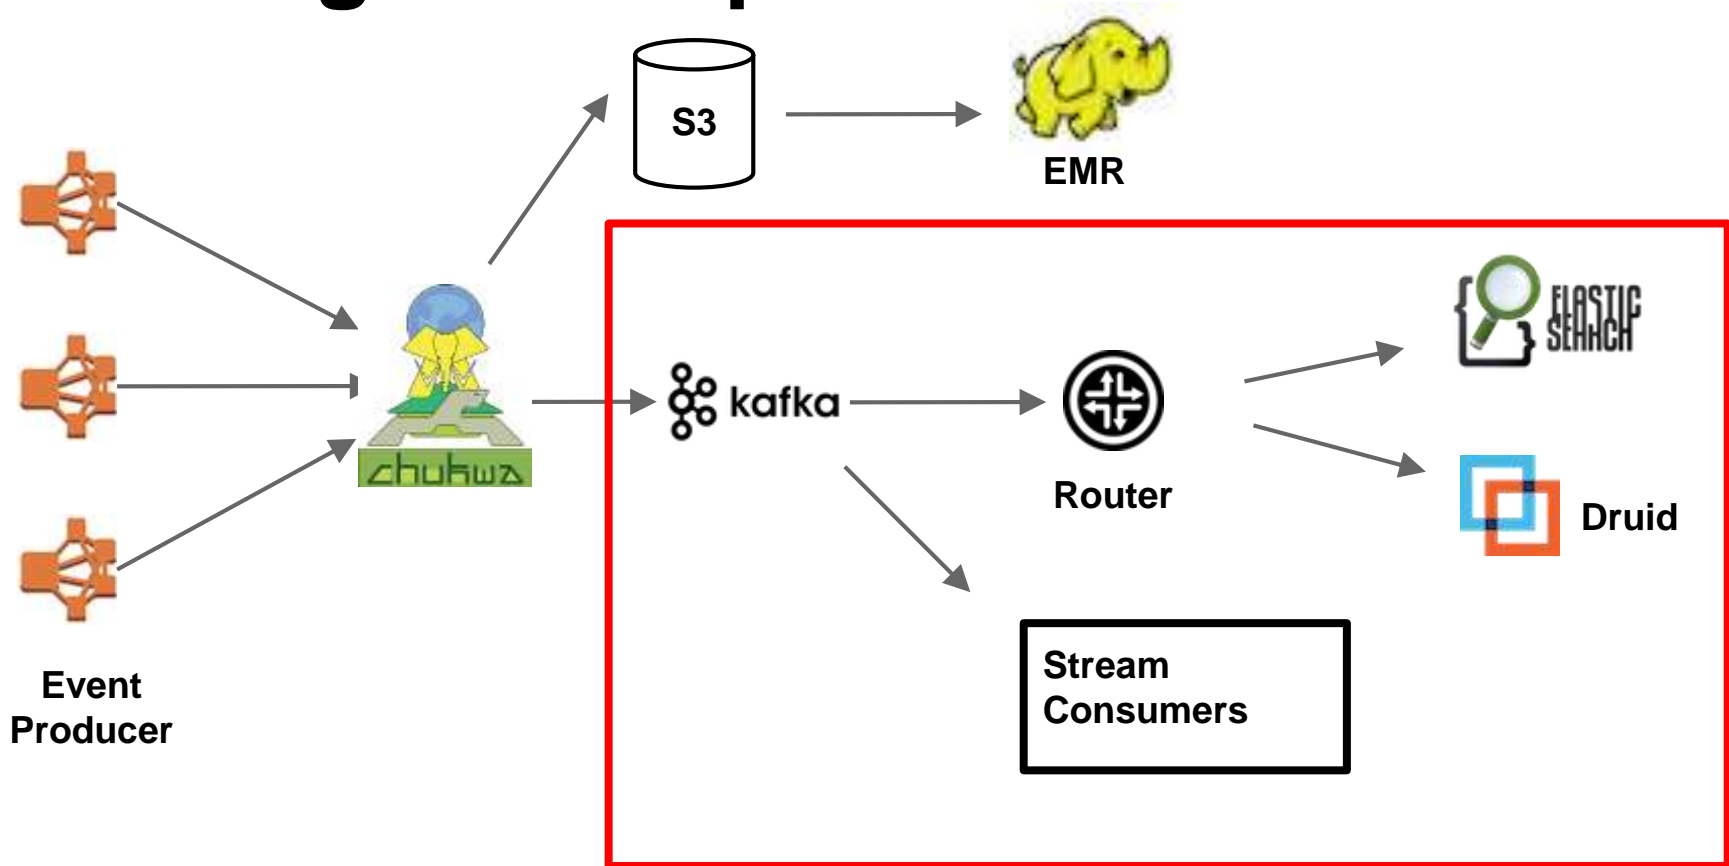 S3
EMR
ELASTIC
SEARCH
chukwa
kafka
Router
Druid
Stream
Consumers
Event
Producer